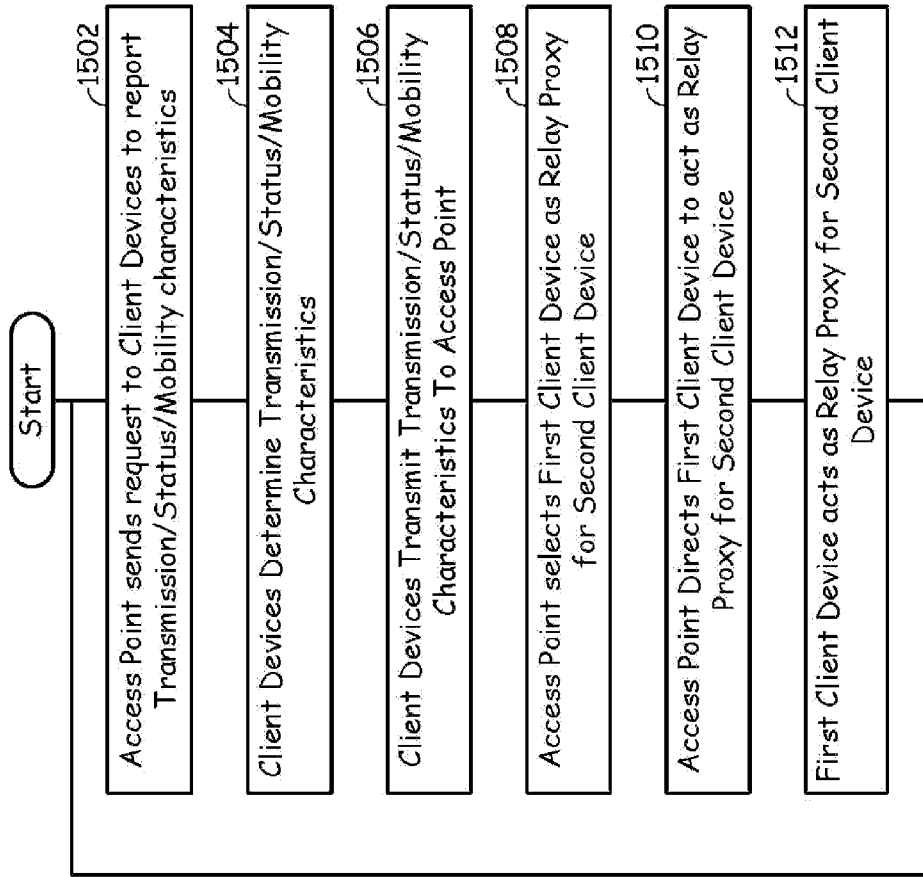 Start
1502
Access Point sends request to Client Devices to report
Transmission/Status/Mobility characteristics
1504
Client Devices Determine Transmission/Status/Mobility
Characteristics
1506
Client Devices Transmit Transmission/Status/Mobility
Characteristics To Access Point
1508
Access Point selects First Client Device as Relay Proxy
for Second Client Device
1510
Access Point Directs First Client Device to act as Relay
Proxy for Second Client Device
1512
First Client Device acts as Relay Proxy for Second Client
Device